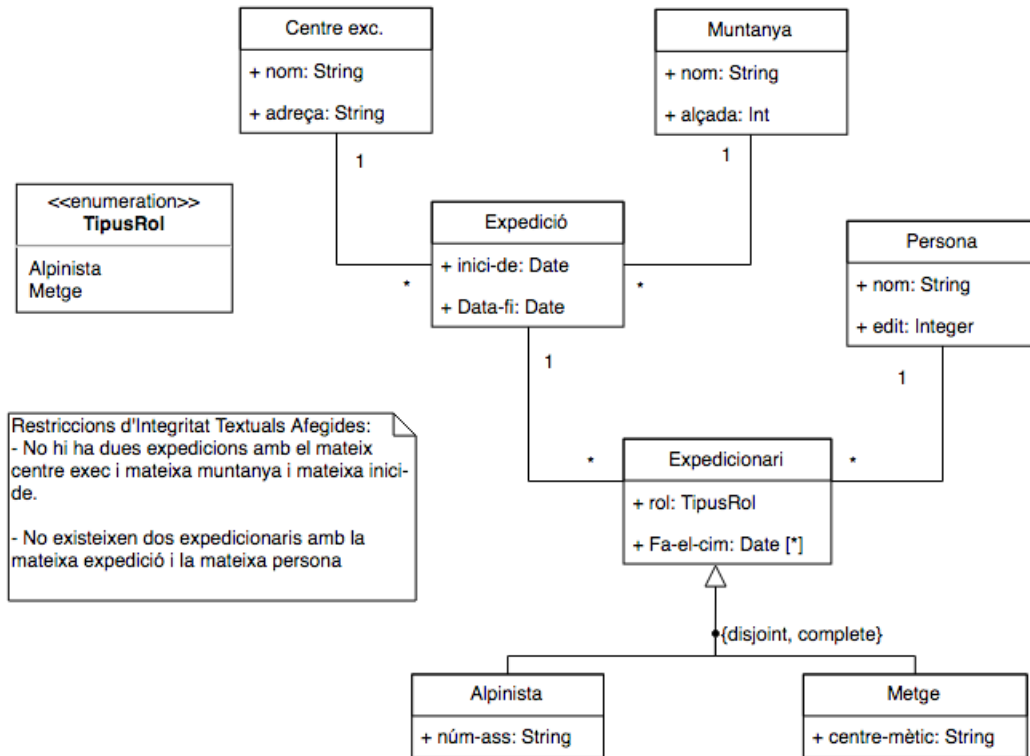 Centre exc.
+ nom: String
+ adreça: String
Muntanya
+ nom: String
+ alçada: Int
1
1
<<enumeration>>
TipusRol
Alpinista
Metge
Expedició
+ inici-de: Date
+ Data-fi: Date
*
*
Persona
+ nom: String
+ edit: Integer
1
1
Restriccions d'Integritat Textuals Afegides:
- No hi ha dues expedicions amb el mateix
centre exec i mateixa muntanya i mateixa inici-
de.
- No existeixen dos expedicionaris amb la
mateixa expedició i la mateixa persona
*
*
Expedicionari
+ rol: TipusRol
+ Fa-el-cim: Date [*]
{disjoint, complete}
Alpinista
+ núm-ass: String
Metge
+ centre-mètic: String